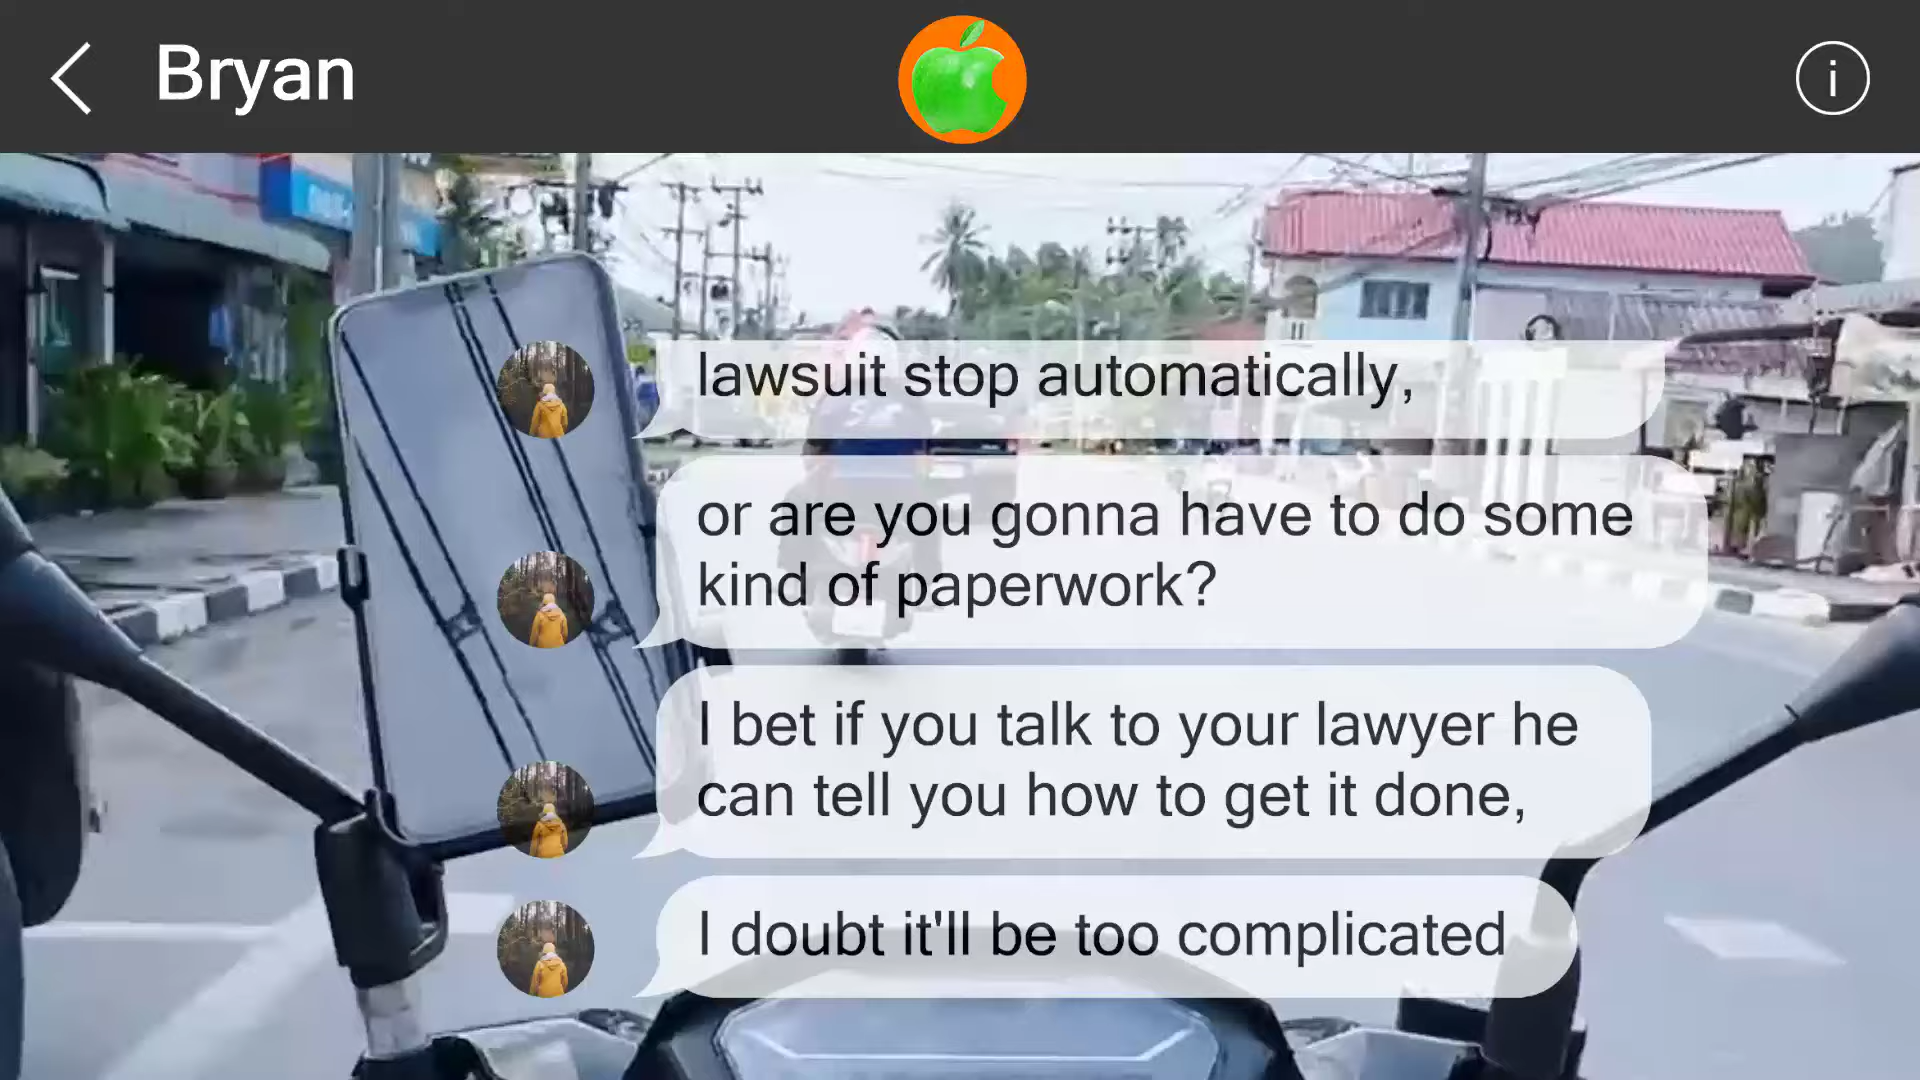 Bryan
i
lawsuit stop automatically,
or are you gonna have to do some
kind of paperwork?
I bet if you talk to your lawyer he
can tell you how to get it done,
I doubt it'll be too complicated